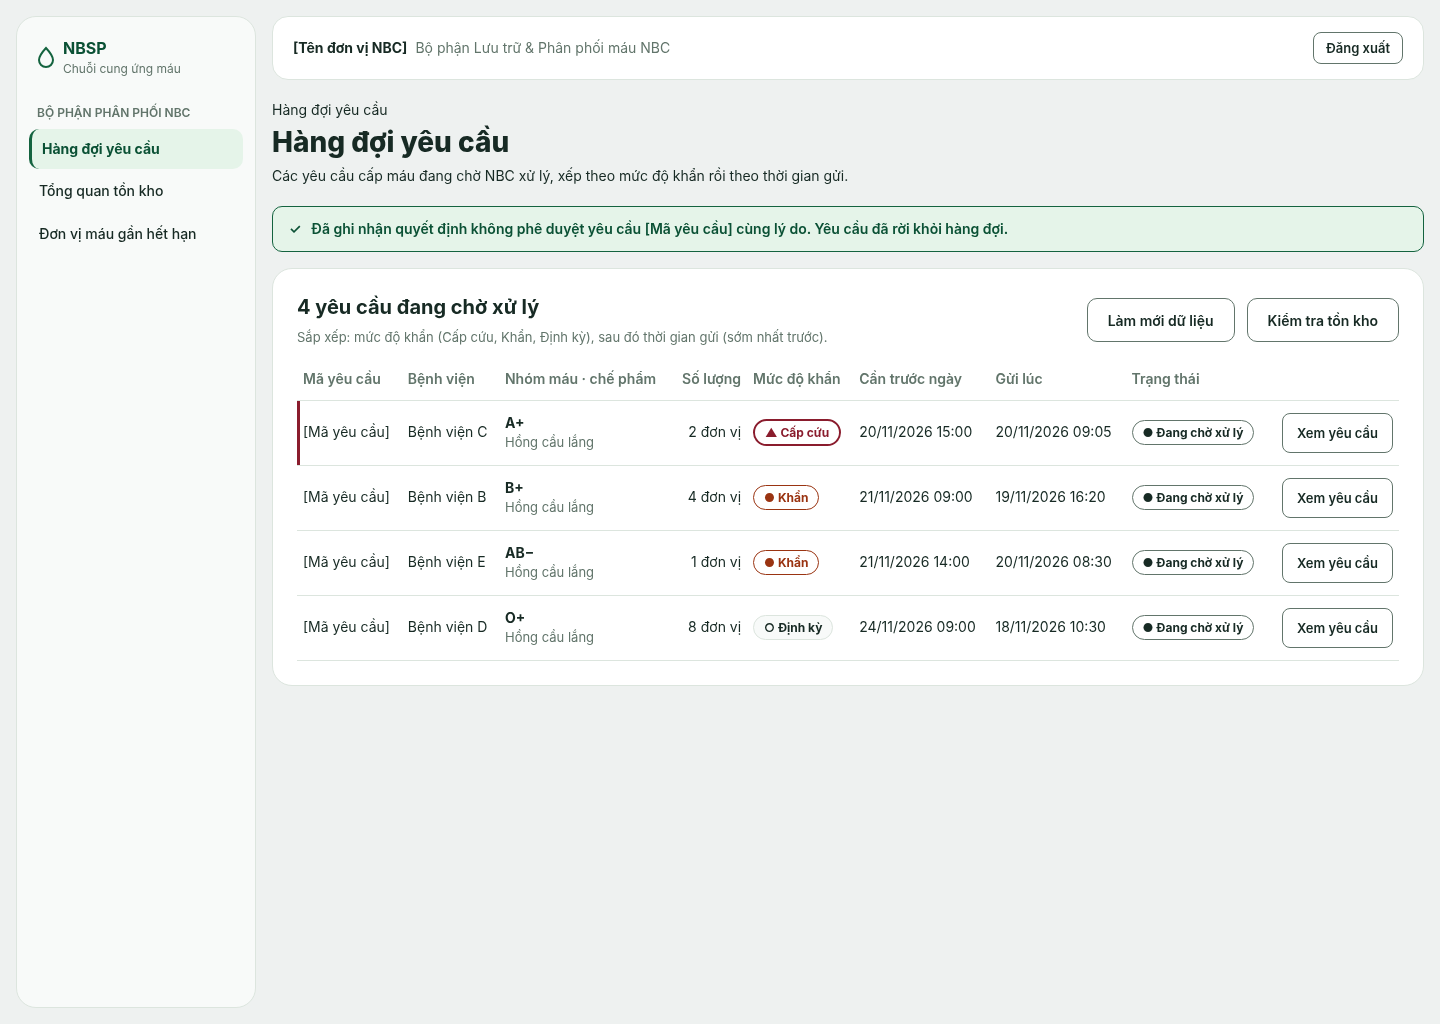 NBSP
Chuỗi cung ứng máu
BỘ PHẬN PHÂN PHỐI NBC
Hàng đợi yêu cầu
Tổng quan tồn kho
Đơn vị máu gần hết hạn
[Tên đơn vị NBC] Bộ phận Lưu trữ & Phân phối máu NBC
Đăng xuất
Hàng đợi yêu cầu
Hàng đợi yêu cầu
Các yêu cầu cấp máu đang chờ NBC xử lý, xếp theo mức độ khẩn rồi theo thời gian gửi.
✓ Đã ghi nhận quyết định không phê duyệt yêu cầu [Mã yêu cầu] cùng lý do. Yêu cầu đã rời khỏi hàng đợi.
4 yêu cầu đang chờ xử lý
Sắp xếp: mức độ khẩn (Cấp cứu, Khẩn, Định kỳ), sau đó thời gian gửi (sớm nhất trước).
Làm mới dữ liệu
Kiểm tra tồn kho
Mã yêu cầu Bệnh viện Nhóm máu · chế phẩm Số lượng Mức độ khẩn Cần trước ngày Gửi lúc Trạng thái
[Mã yêu cầu] Bệnh viện C A+ 2 đơn vị ▲ Cấp cứu 20/11/2026 15:00 20/11/2026 09:05 ● Đang chờ xử lý Xem yêu cầu
Hồng cầu lắng
[Mã yêu cầu] Bệnh viện B B+ 4 đơn vị ● Khẩn 21/11/2026 09:00 19/11/2026 16:20 ● Đang chờ xử lý Xem yêu cầu
Hồng cầu lắng
[Mã yêu cầu] Bệnh viện E AB− 1 đơn vị ● Khẩn 21/11/2026 14:00 20/11/2026 08:30 ● Đang chờ xử lý Xem yêu cầu
Hồng cầu lắng
[Mã yêu cầu] Bệnh viện D O+ 8 đơn vị ○ Định kỳ 24/11/2026 09:00 18/11/2026 10:30 ● Đang chờ xử lý Xem yêu cầu
Hồng cầu lắng